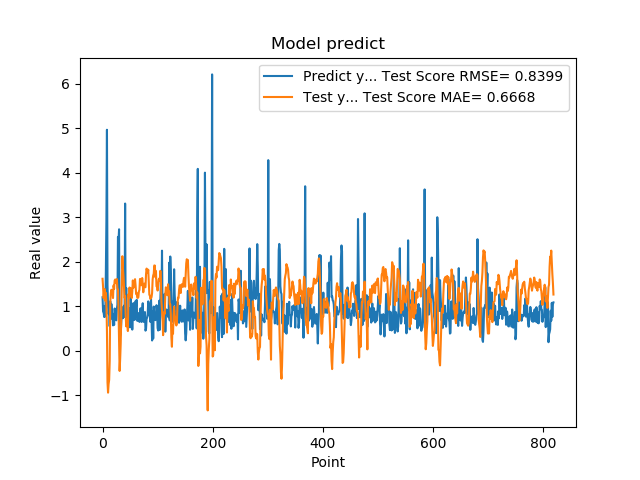 Model predict
Predict y... Test Score RMSE= 0.8399
Test y... Test Score MAE= 0.6668
6
5
4
3
2
1
0
−1
Real value
0 200 400 600 800
Point